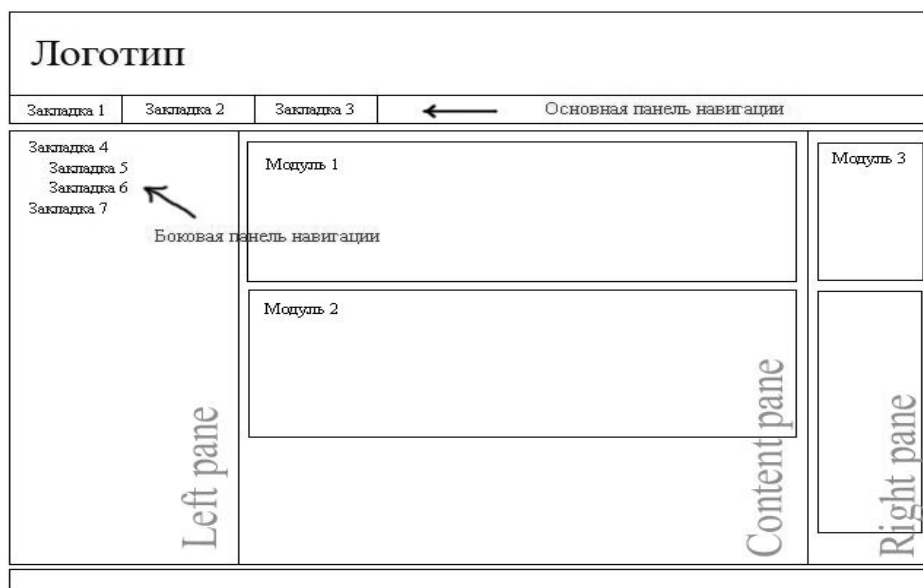 Логотип
Закладка 1
Закладка 2
Закладка 3
Основная панель навигации
Закладка 4
Закладка 5
Закладка 6
Закладка 7
Боковая панель навигации
Left pane
Модуль 1
Модуль 2
Content pane
Модуль 3
Right pane